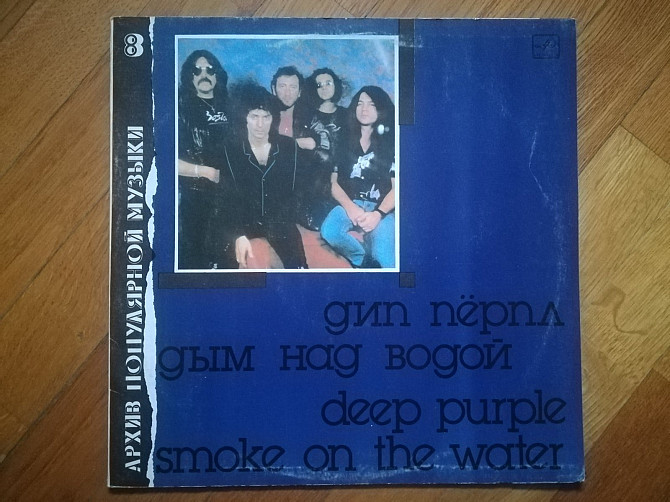 8
АРХИВ ПОПУЛЯРНОЙ МУЗЫКИ
дип пёрпл
дым над водой
deep purple
smoke on the water